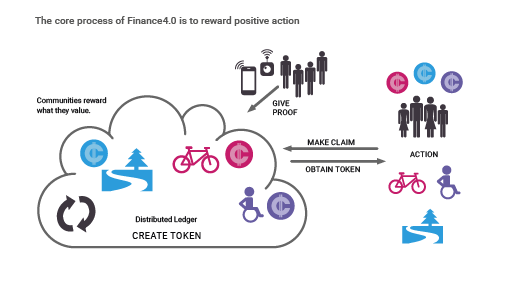 The core process of Finance4.0 is to reward positive action
Communities reward
what they value.
GIVE
PROOF
MAKE CLAIM
OBTAIN TOKEN
ACTION
Distributed Ledger
CREATE TOKEN